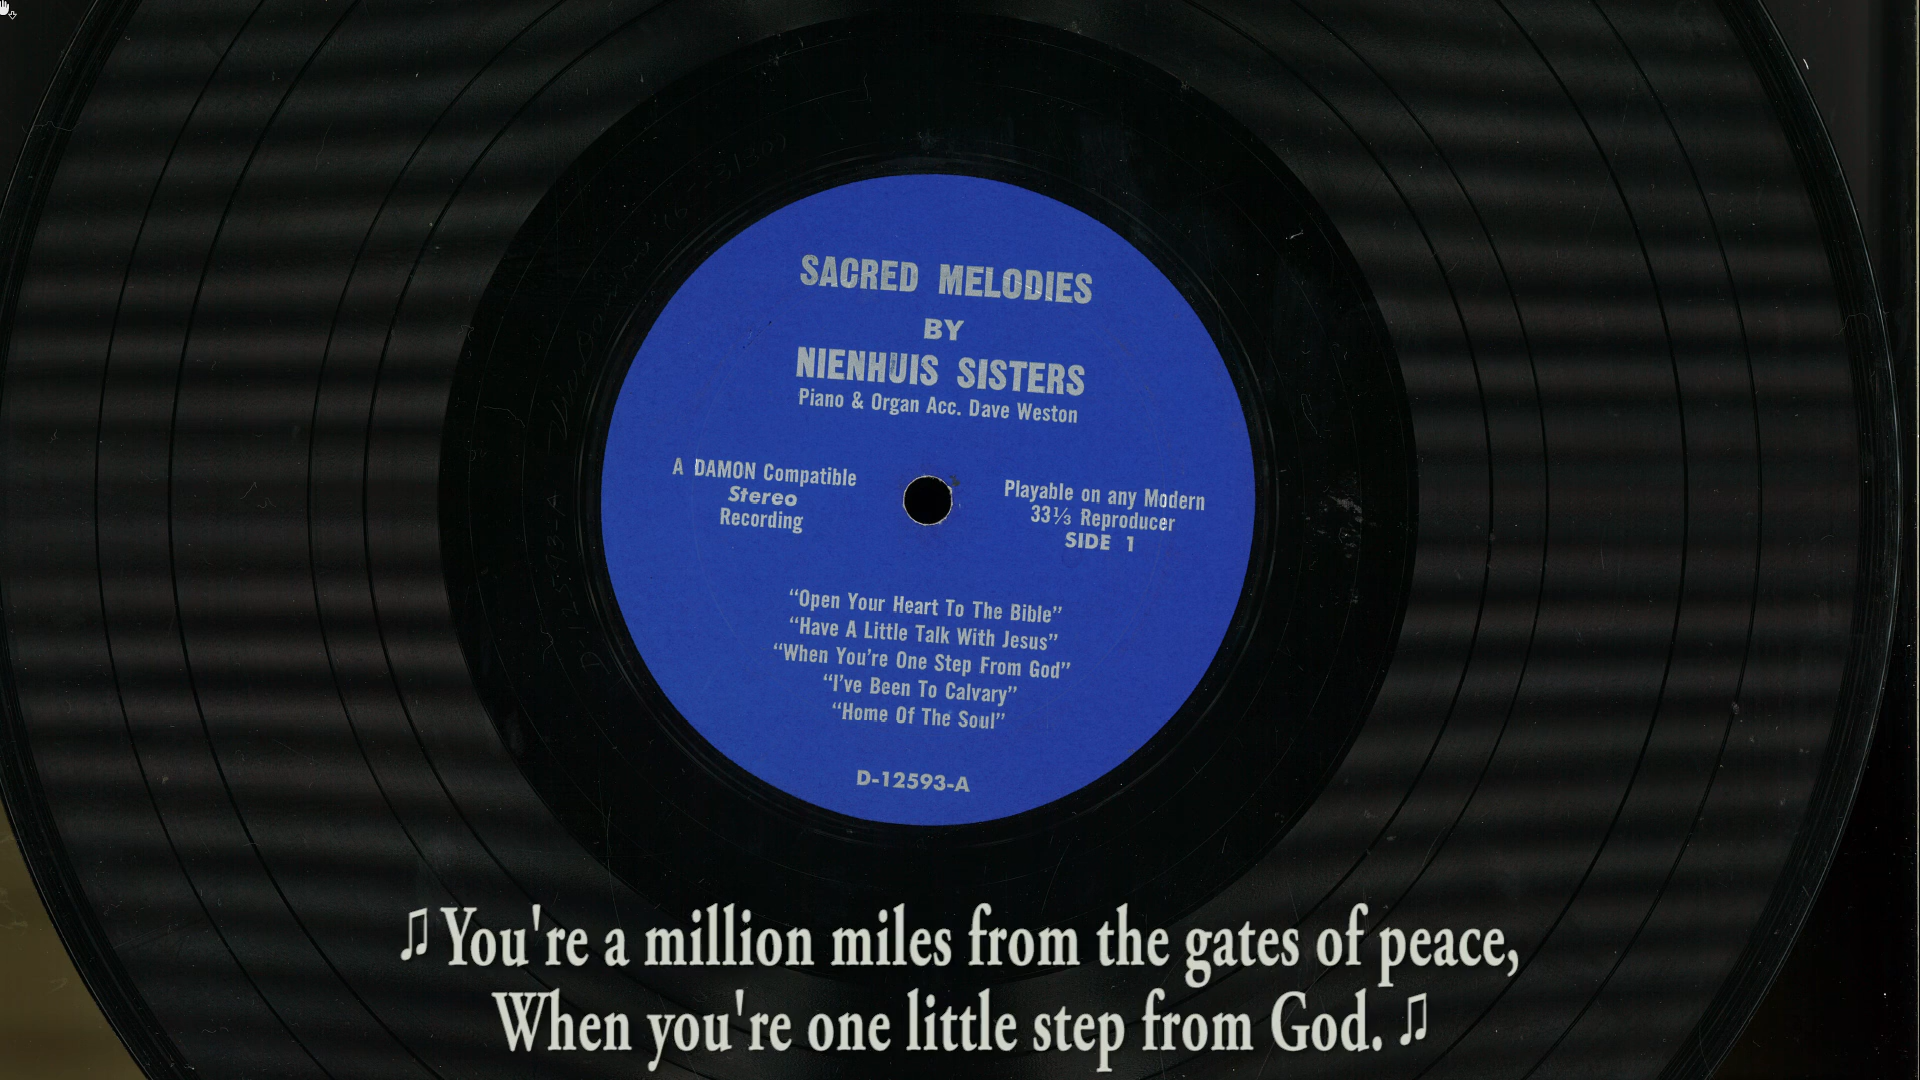 SACRED MELODIES
BY
NIENHUIS SISTERS
Piano & Organ Acc. Dave Weston
A DAMON Compatible
Stereo
Recording
Playable on any Modern
33⅓ Reproducer
SIDE 1
“Open Your Heart To The Bible”
“Have A Little Talk With Jesus”
“When You’re One Step From God”
“I’ve Been To Calvary”
“Home Of The Soul”
D-12593-A
♫ You're a million miles from the gates of peace,
When you're one little step from God. ♫